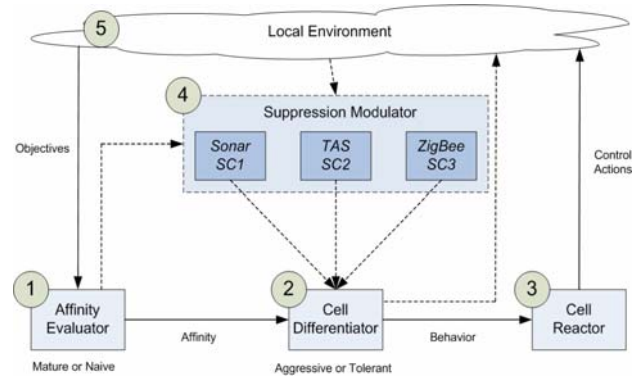 5
Local Environment
4
Suppression Modulator
Sonar
SC1
TAS
SC2
ZigBee
SC3
Objectives
Control
Actions
1
Affinity
Evaluator
Mature or Naive
Affinity
2
Cell
Differentiator
Aggressive or Tolerant
Behavior
3
Cell
Reactor